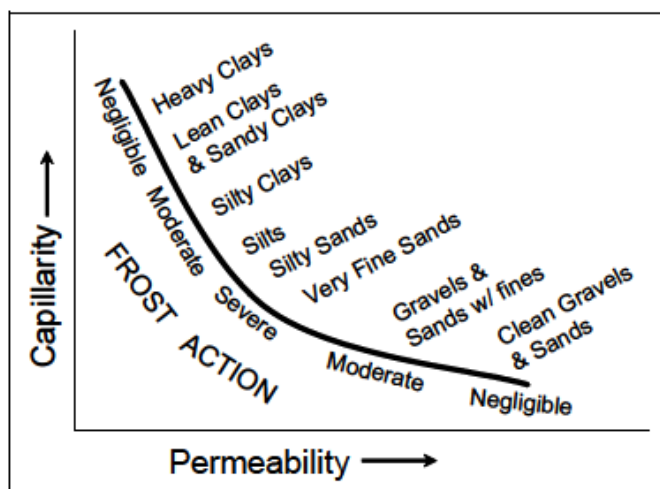 Heavy Clays
Lean Clays
& Sandy Clays
Silty Clays
Silts
Silty Sands
Very Fine Sands
Gravels &
Sands w/ fines
Clean Gravels
& Sands
Negligible
Moderate
Severe
Moderate
Negligible
FROST ACTION
Capillarity
Permeability